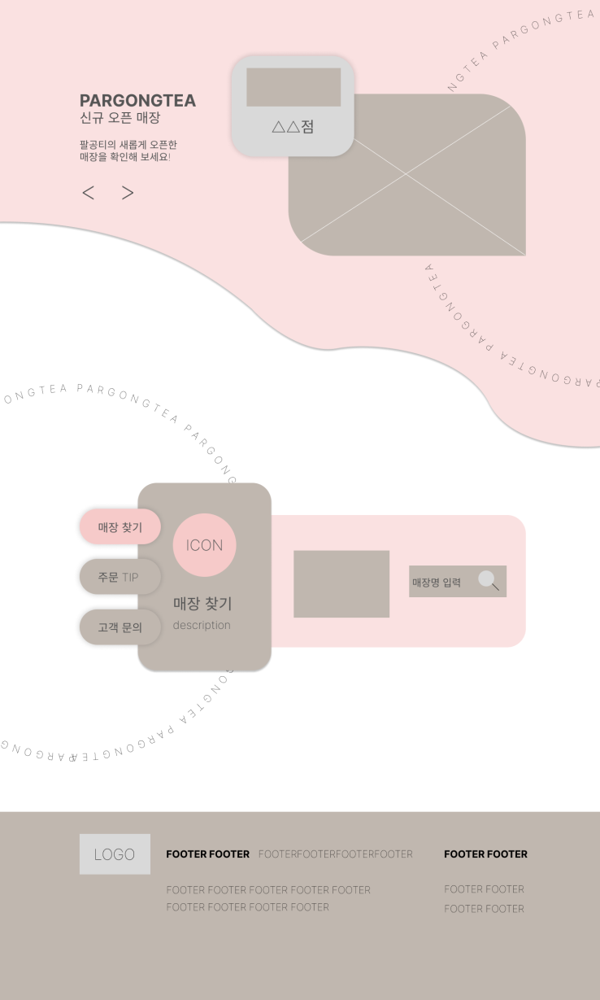 NGTEA PARGONGTEA
PARGONGTEA
신규 오픈 매장
△△점
팔공티의 새롭게 오픈한
매장을 확인해 보세요!
< >
PARGONGTEA PARGONGTEA
ONGTEA PARGONGTEA PARGONG
ICON
매장 찾기
주문 TIP
고객 문의
매장 찾기
description
매장명 입력
PARGONGTEA PARGONGTEA
LOGO
FOOTER FOOTER
FOOTERFOOTERFOOTERFOOTER
FOOTER FOOTER
FOOTER FOOTER FOOTER FOOTER FOOTER
FOOTER FOOTER FOOTER FOOTER
FOOTER FOOTER
FOOTER FOOTER